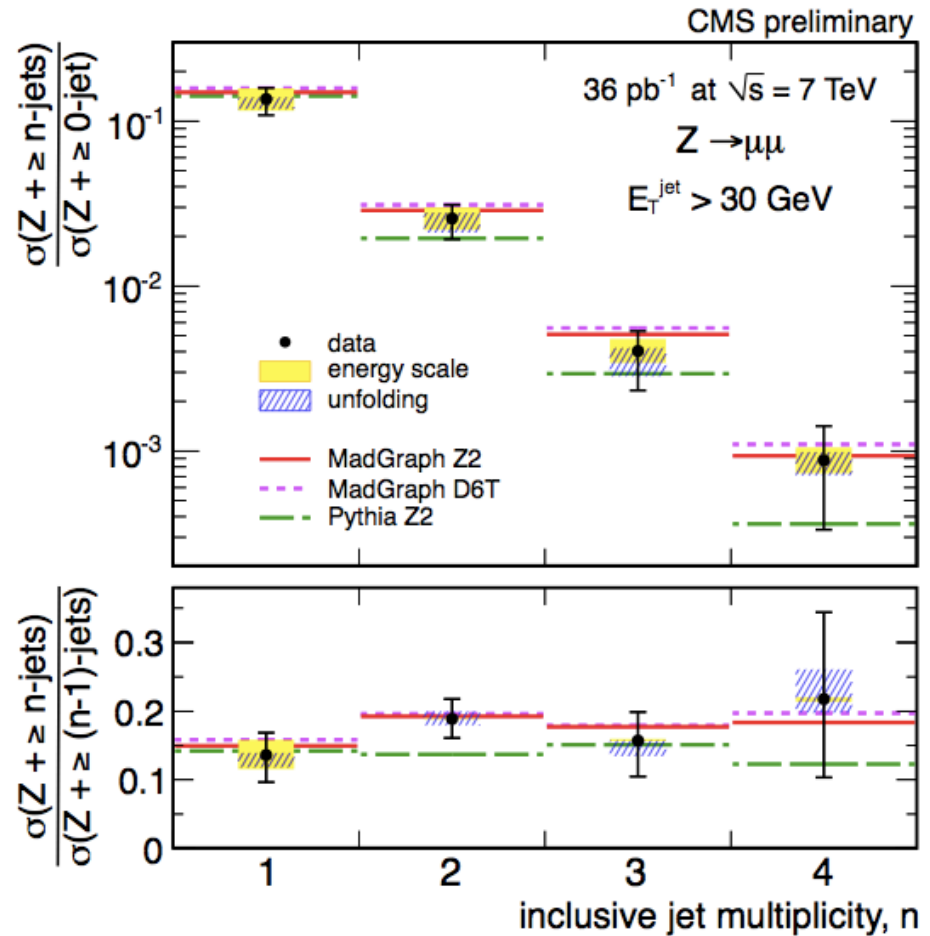 CMS preliminary
σ(Z + ≥ n-jets)
σ(Z + ≥ 0-jet)
36 pb⁻¹ at √s = 7 TeV
Z →μμ
E_T^jet > 30 GeV
10⁻¹
10⁻²
10⁻³
data
energy scale
unfolding
MadGraph Z2
MadGraph D6T
Pythia Z2
σ(Z + ≥ n-jets)
σ(Z + ≥ (n-1)-jets)
0.3
0.2
0.1
0
1 2 3 4
inclusive jet multiplicity, n